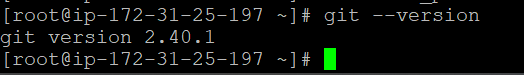 [root@ip-172-31-25-197 ~]# git --version
git version 2.40.1
[root@ip-172-31-25-197 ~]#